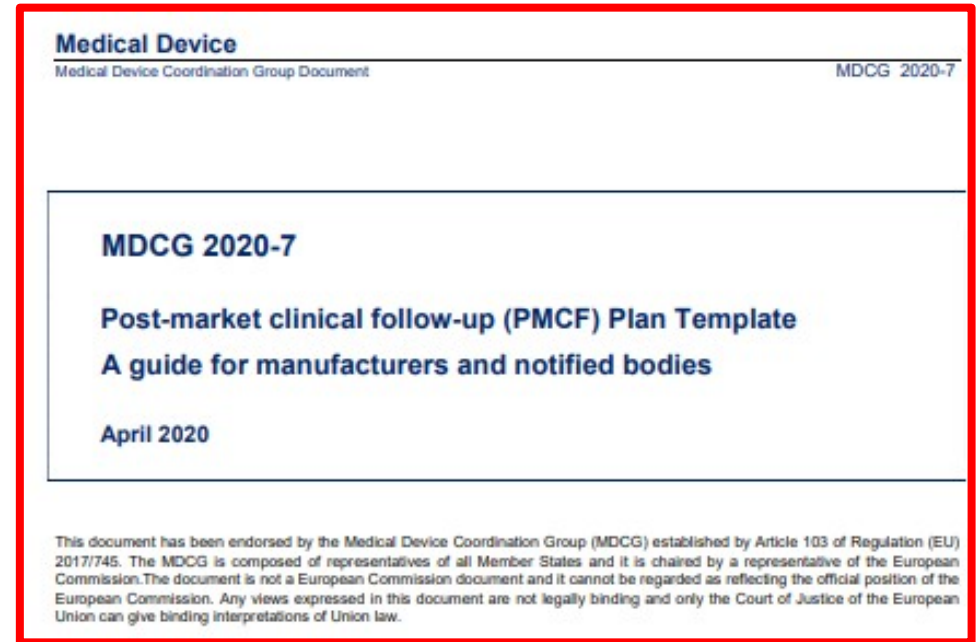 Medical Device
Medical Device Coordination Group Document MDCG 2020-7
MDCG 2020-7
Post-market clinical follow-up (PMCF) Plan Template
A guide for manufacturers and notified bodies
April 2020
This document has been endorsed by the Medical Device Coordination Group (MDCG) established by Article 103 of Regulation (EU)
2017/745. The MDCG is composed of representatives of all Member States and it is chaired by a representative of the European
Commission.The document is not a European Commission document and it cannot be regarded as reflecting the official position of the
European Commission. Any views expressed in this document are not legally binding and only the Court of Justice of the European
Union can give binding interpretations of Union law.